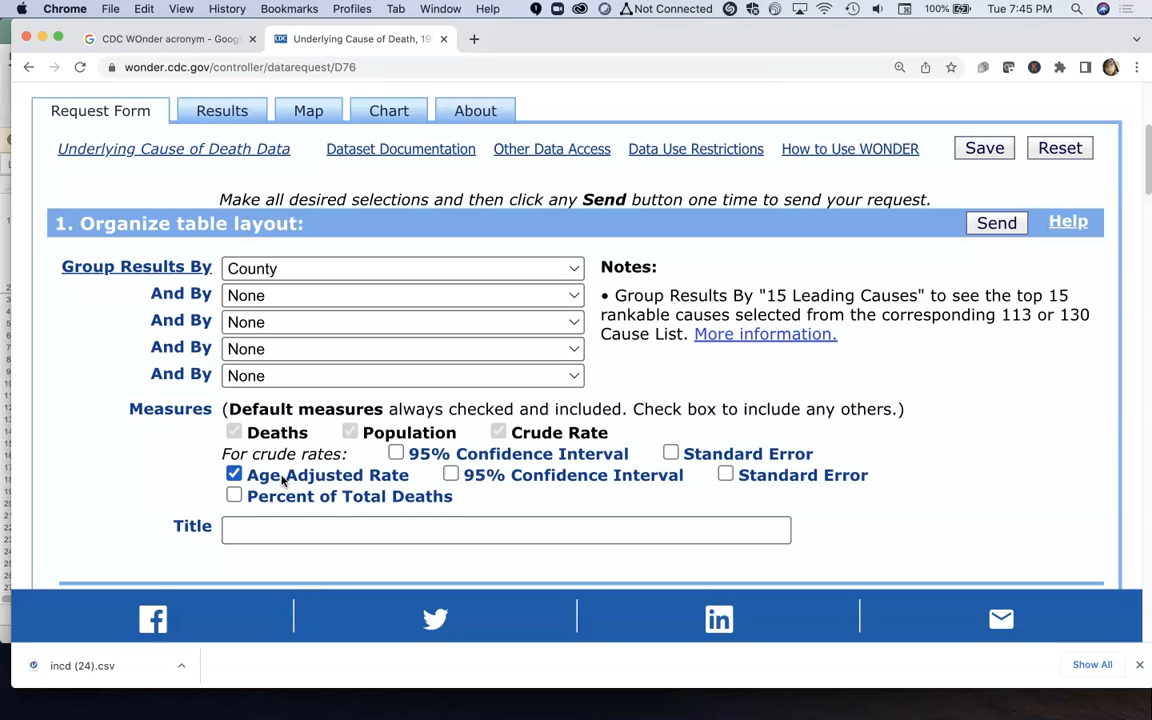 Chrome File Edit View History Bookmarks Profiles Tab Window Help Not Connected 100% Tue 7:45 PM
CDC WOnder acronym - Goog
CDC Underlying Cause of Death, 19
wonder.cdc.gov/controller/datarequest/D76
Request Form Results Map Chart About
Underlying Cause of Death Data Dataset Documentation Other Data Access Data Use Restrictions How to Use WONDER Save Reset
Make all desired selections and then click any Send button one time to send your request.
1. Organize table layout: Send Help
Group Results By County
And By None
And By None
And By None
And By None
Notes:
• Group Results By "15 Leading Causes" to see the top 15
rankable causes selected from the corresponding 113 or 130
Cause List. More information.
Measures (Default measures always checked and included. Check box to include any others.)
Deaths Population Crude Rate
For crude rates: 95% Confidence Interval Standard Error
Age Adjusted Rate 95% Confidence Interval Standard Error
Percent of Total Deaths
Title
incd (24).csv Show All